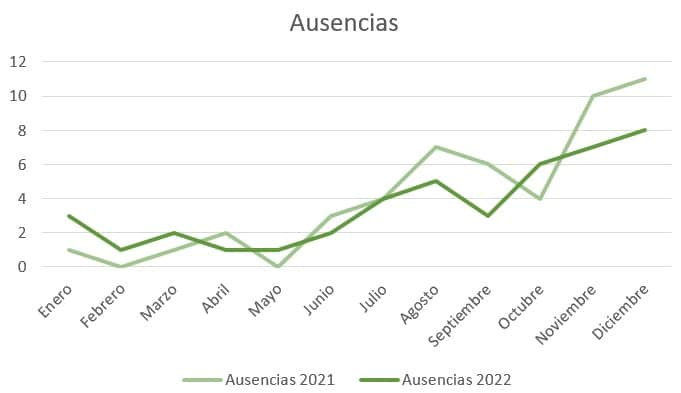 Ausencias
12
10
8
6
4
2
0
Enero
Febrero
Marzo
Abril
Mayo
Junio
Julio
Agosto
Septiembre
Octubre
Noviembre
Diciembre
Ausencias 2021 Ausencias 2022